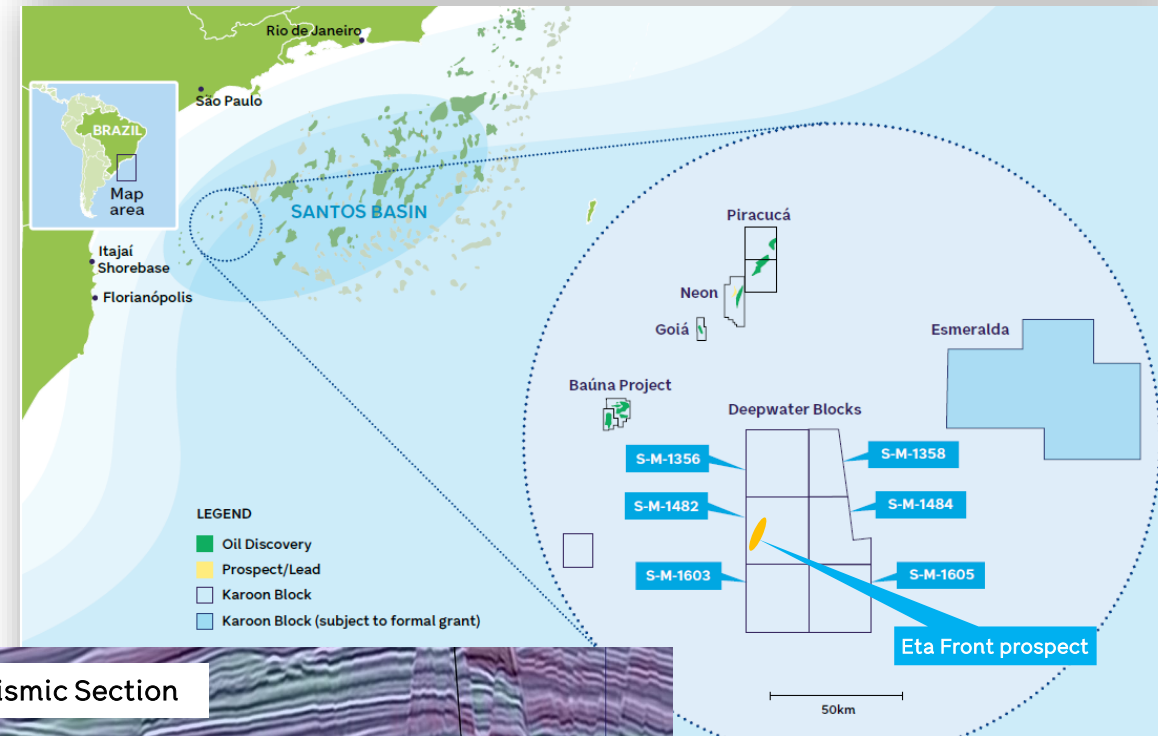 Rio de Janeiro
São Paulo
BRAZIL
Map
area
SANTOS BASIN
Itajaí
Shorebase
Florianópolis
Piracucá
Neon
Goiá
Esmeralda
Baúna Project
Deepwater Blocks
S-M-1356
S-M-1358
S-M-1482
S-M-1484
S-M-1603
S-M-1605
Eta Front prospect
LEGEND
Oil Discovery
Prospect/Lead
Karoon Block
Karoon Block (subject to formal grant)
50km
ismic Section